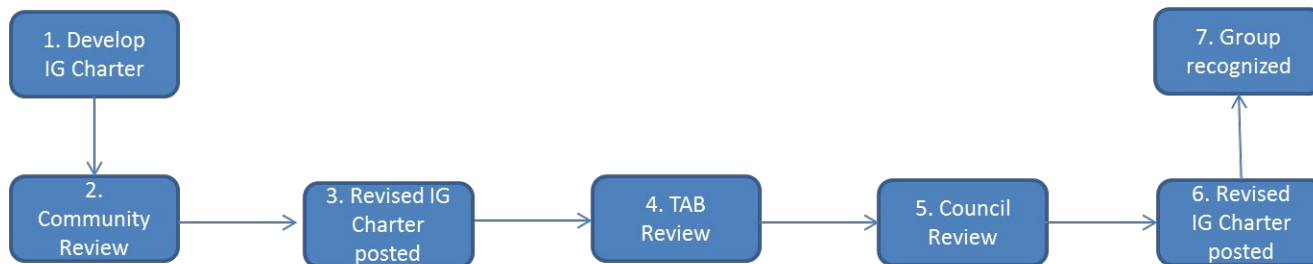 1. Develop
IG Charter
2.
Community
Review
3. Revised IG
Charter
posted
4. TAB
Review
5. Council
Review
6. Revised
IG Charter
posted
7. Group
recognized